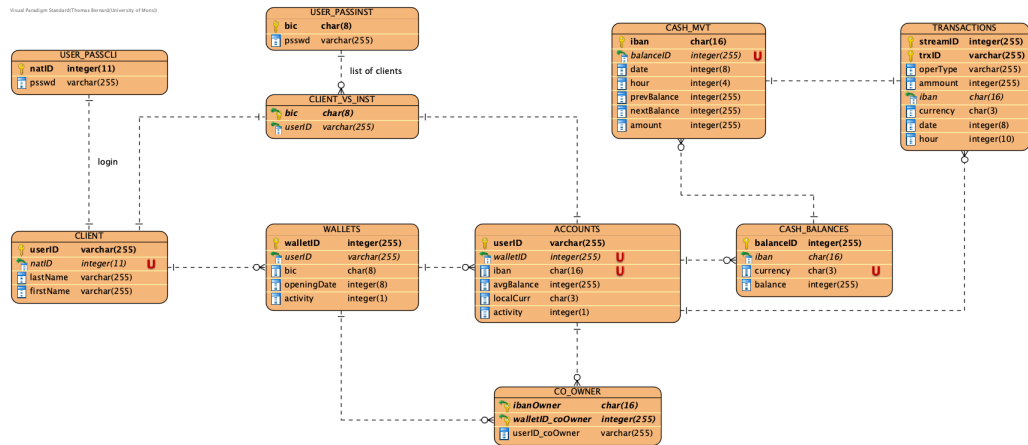 Visual Paradigm Standard(Thomas Bernard(University of Mons))
USER_PASSCLI
natID integer(11)
psswd varchar(255)
USER_PASSINST
bic char(8)
psswd varchar(255)
list of clients
CLIENT_VS_INST
bic char(8)
userID varchar(255)
CASH_MVT
iban char(16)
balanceID integer(255) U
date integer(8)
hour integer(4)
prevBalance integer(255)
nextBalance integer(255)
amount integer(255)
TRANSACTIONS
streamID integer(255)
trxID varchar(255)
operType varchar(255)
ammount integer(255)
iban char(16)
currency char(3)
date integer(8)
hour integer(10)
login
CLIENT
userID varchar(255)
natID integer(11) U
lastName varchar(255)
firstName varchar(255)
WALLETS
walletID integer(255)
userID varchar(255)
bic char(8)
openingDate integer(8)
activity integer(1)
ACCOUNTS
userID varchar(255)
walletID integer(255) U
iban char(16) U
avgBalance integer(255)
localCurr char(3)
activity integer(1)
CASH_BALANCES
balanceID integer(255)
iban char(16)
currency char(3) U
balance integer(255)
CO_OWNER
ibanOwner char(16)
walletID_coOwner integer(255)
userID_coOwner varchar(255)